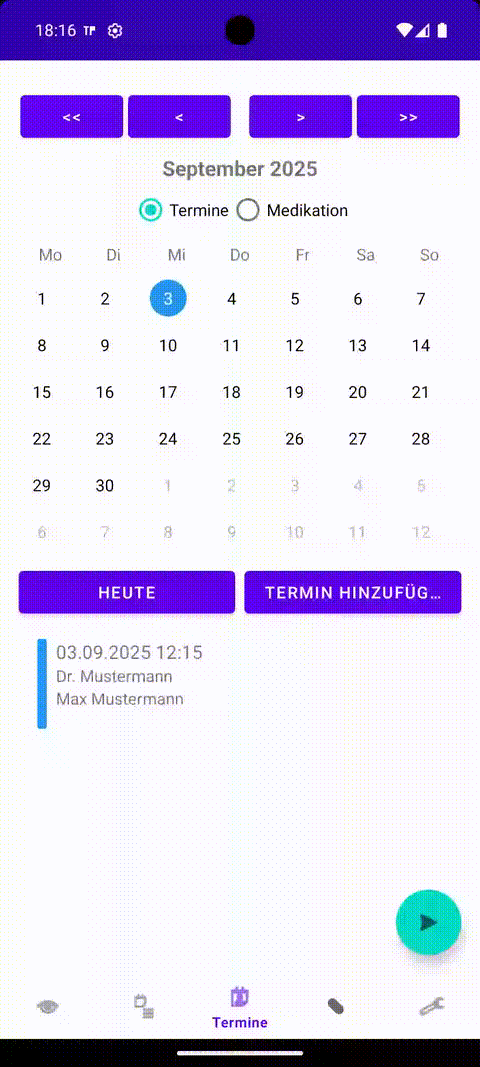 18:16
<< < > >>
September 2025
Termine Medikation
Mo Di Mi Do Fr Sa So
1 2 3 4 5 6 7
8 9 10 11 12 13 14
15 16 17 18 19 20 21
22 23 24 25 26 27 28
29 30 1 2 3 4 5
6 7 8 9 10 11 12
HEUTE TERMIN HINZUFÜG...
03.09.2025 12:15
Dr. Mustermann
Max Mustermann
Termine